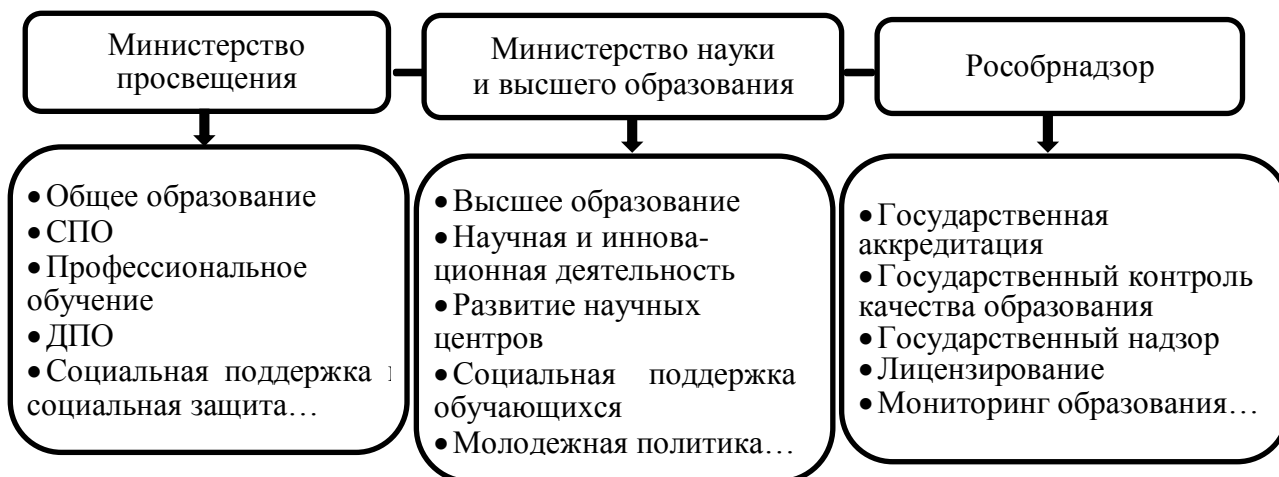 Министерство
просвещения
Министерство науки
и высшего образования
Рособрнадзор
• Общее образование
• СПО
• Профессиональное
обучение
• ДПО
• Социальная поддержка
социальная защита…
• Высшее образование
• Научная и иннова-
ционная деятельность
• Развитие научных
центров
• Социальная поддержка
обучающихся
• Молодежная политика…
• Государственная
аккредитация
• Государственный контроль
качества образования
• Государственный надзор
• Лицензирование
• Мониторинг образования…